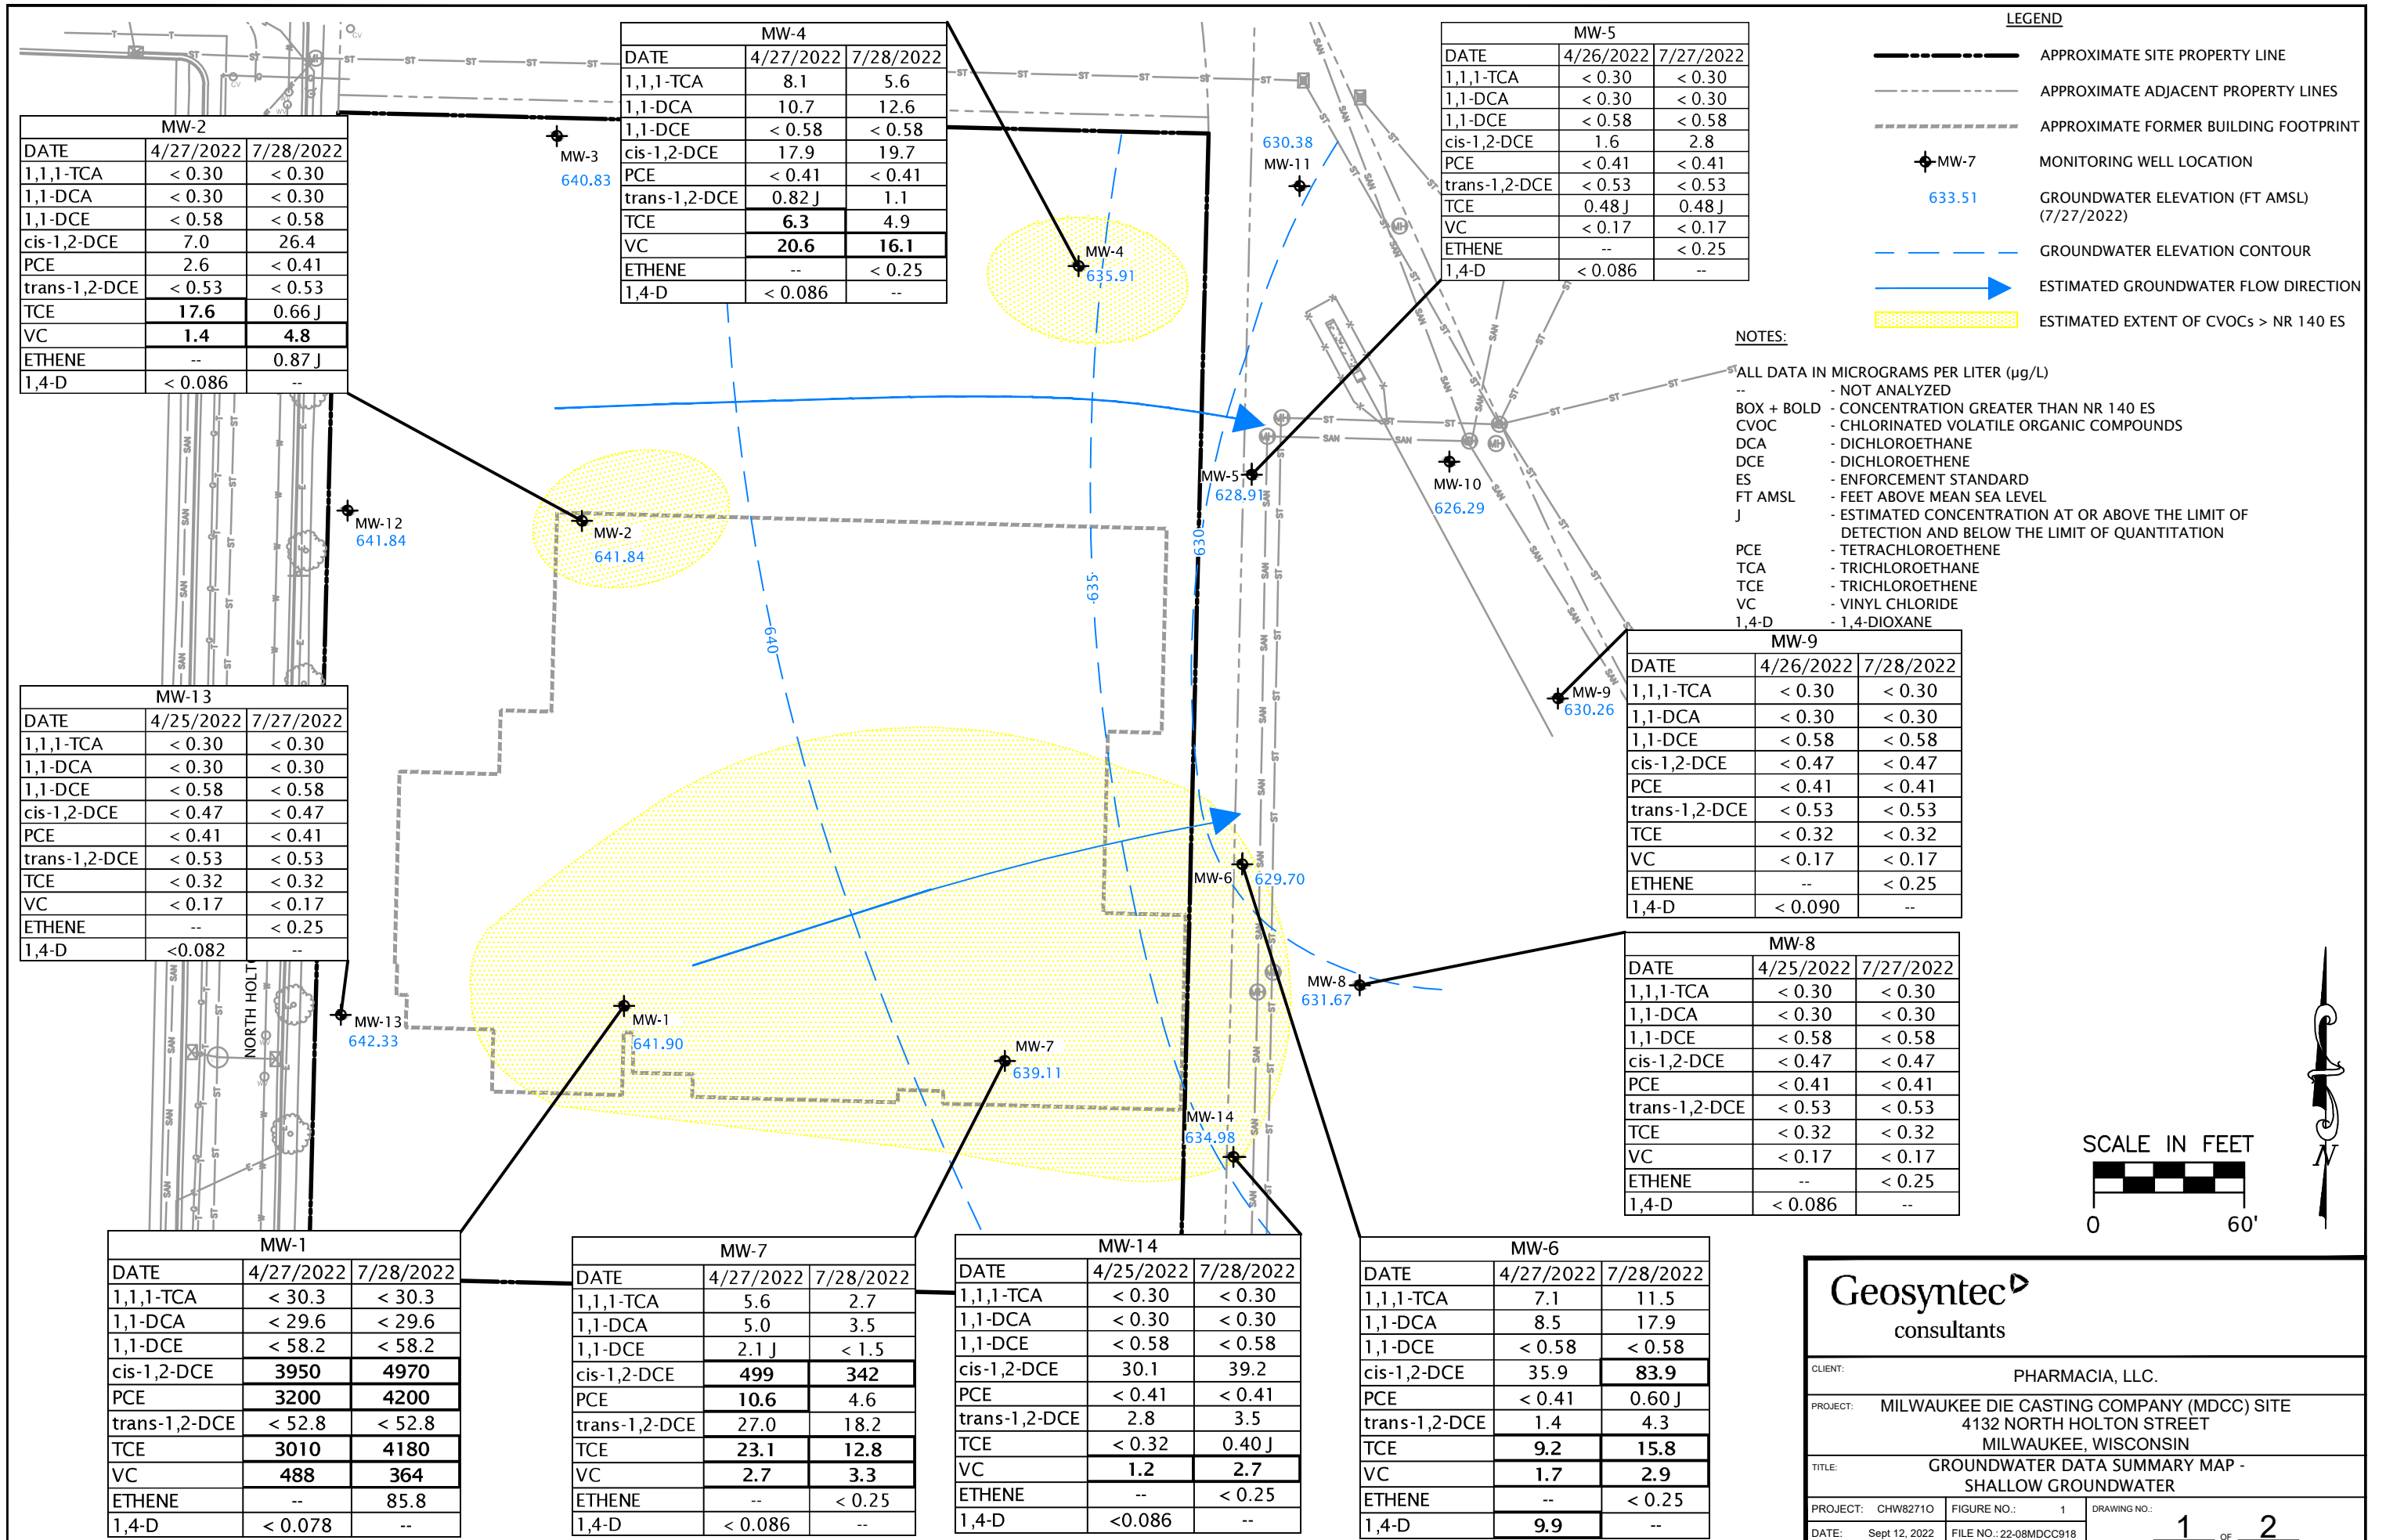 MW-4
DATE 4/27/2022 7/28/2022
1,1,1-TCA 8.1 5.6
1,1-DCA 10.7 12.6
1,1-DCE < 0.58 < 0.58
cis-1,2-DCE 17.9 19.7
PCE < 0.41 < 0.41
trans-1,2-DCE 0.82 J 1.1
TCE 6.3 4.9
VC 20.6 16.1
ETHENE -- < 0.25
1,4-D < 0.086 --
MW-5
DATE 4/26/2022 7/27/2022
1,1,1-TCA < 0.30 < 0.30
1,1-DCA < 0.30 < 0.30
1,1-DCE < 0.58 < 0.58
cis-1,2-DCE 1.6 2.8
PCE < 0.41 < 0.41
trans-1,2-DCE < 0.53 < 0.53
TCE 0.48 J 0.48 J
VC < 0.17 < 0.17
ETHENE -- < 0.25
1,4-D < 0.086 --
LEGEND
APPROXIMATE SITE PROPERTY LINE
APPROXIMATE ADJACENT PROPERTY LINES
APPROXIMATE FORMER BUILDING FOOTPRINT
MW-7 MONITORING WELL LOCATION
633.51 GROUNDWATER ELEVATION (FT AMSL)
(7/27/2022)
GROUNDWATER ELEVATION CONTOUR
ESTIMATED GROUNDWATER FLOW DIRECTION
ESTIMATED EXTENT OF CVOCs > NR 140 ES
NOTES:
ALL DATA IN MICROGRAMS PER LITER (µg/L)
-- - NOT ANALYZED
BOX + BOLD - CONCENTRATION GREATER THAN NR 140 ES
CVOC - CHLORINATED VOLATILE ORGANIC COMPOUNDS
DCA - DICHLOROETHANE
DCE - DICHLOROETHENE
ES - ENFORCEMENT STANDARD
FT AMSL - FEET ABOVE MEAN SEA LEVEL
J - ESTIMATED CONCENTRATION AT OR ABOVE THE LIMIT OF
DETECTION AND BELOW THE LIMIT OF QUANTITATION
PCE - TETRACHLOROETHENE
TCA - TRICHLOROETHANE
TCE - TRICHLOROETHENE
VC - VINYL CHLORIDE
1,4-D - 1,4-DIOXANE
MW-2
DATE 4/27/2022 7/28/2022
1,1,1-TCA < 0.30 < 0.30
1,1-DCA < 0.30 < 0.30
1,1-DCE < 0.58 < 0.58
cis-1,2-DCE 7.0 26.4
PCE 2.6 < 0.41
trans-1,2-DCE < 0.53 < 0.53
TCE 17.6 0.66 J
VC 1.4 4.8
ETHENE -- 0.87 J
1,4-D < 0.086 --
MW-3
640.83
630.38
MW-11
MW-4
635.91
MW-5
628.91
MW-10
626.29
MW-12
641.84
MW-2
641.84
630
635
640
MW-9
630.26
MW-6
629.70
MW-8
631.67
MW-13
642.33
MW-1
641.90
MW-7
639.11
MW-14
634.98
MW-13
DATE 4/25/2022 7/27/2022
1,1,1-TCA < 0.30 < 0.30
1,1-DCA < 0.30 < 0.30
1,1-DCE < 0.58 < 0.58
cis-1,2-DCE < 0.47 < 0.47
PCE < 0.41 < 0.41
trans-1,2-DCE < 0.53 < 0.53
TCE < 0.32 < 0.32
VC < 0.17 < 0.17
ETHENE -- < 0.25
1,4-D <0.082 --
NORTH HOLT
MW-9
DATE 4/26/2022 7/28/2022
1,1,1-TCA < 0.30 < 0.30
1,1-DCA < 0.30 < 0.30
1,1-DCE < 0.58 < 0.58
cis-1,2-DCE < 0.47 < 0.47
PCE < 0.41 < 0.41
trans-1,2-DCE < 0.53 < 0.53
TCE < 0.32 < 0.32
VC < 0.17 < 0.17
ETHENE -- < 0.25
1,4-D < 0.090 --
MW-8
DATE 4/25/2022 7/27/2022
1,1,1-TCA < 0.30 < 0.30
1,1-DCA < 0.30 < 0.30
1,1-DCE < 0.58 < 0.58
cis-1,2-DCE < 0.47 < 0.47
PCE < 0.41 < 0.41
trans-1,2-DCE < 0.53 < 0.53
TCE < 0.32 < 0.32
VC < 0.17 < 0.17
ETHENE -- < 0.25
1,4-D < 0.086 --
MW-1
DATE 4/27/2022 7/28/2022
1,1,1-TCA < 30.3 < 30.3
1,1-DCA < 29.6 < 29.6
1,1-DCE < 58.2 < 58.2
cis-1,2-DCE 3950 4970
PCE 3200 4200
trans-1,2-DCE < 52.8 < 52.8
TCE 3010 4180
VC 488 364
ETHENE -- 85.8
1,4-D < 0.078 --
MW-7
DATE 4/27/2022 7/28/2022
1,1,1-TCA 5.6 2.7
1,1-DCA 5.0 3.5
1,1-DCE 2.1 J < 1.5
cis-1,2-DCE 499 342
PCE 10.6 4.6
trans-1,2-DCE 27.0 18.2
TCE 23.1 12.8
VC 2.7 3.3
ETHENE -- < 0.25
1,4-D < 0.086 --
MW-14
DATE 4/25/2022 7/28/2022
1,1,1-TCA < 0.30 < 0.30
1,1-DCA < 0.30 < 0.30
1,1-DCE < 0.58 < 0.58
cis-1,2-DCE 30.1 39.2
PCE < 0.41 < 0.41
trans-1,2-DCE 2.8 3.5
TCE < 0.32 0.40 J
VC 1.2 2.7
ETHENE -- < 0.25
1,4-D <0.086 --
MW-6
DATE 4/27/2022 7/28/2022
1,1,1-TCA 7.1 11.5
1,1-DCA 8.5 17.9
1,1-DCE < 0.58 < 0.58
cis-1,2-DCE 35.9 83.9
PCE < 0.41 0.60 J
trans-1,2-DCE 1.4 4.3
TCE 9.2 15.8
VC 1.7 2.9
ETHENE -- < 0.25
1,4-D 9.9 --
SCALE IN FEET
0 60'
N
Geosyntec
consultants
CLIENT: PHARMACIA, LLC.
PROJECT: MILWAUKEE DIE CASTING COMPANY (MDCC) SITE
4132 NORTH HOLTON STREET
MILWAUKEE, WISCONSIN
TITLE: GROUNDWATER DATA SUMMARY MAP -
SHALLOW GROUNDWATER
PROJECT: CHW8271O FIGURE NO.: 1 DRAWING NO.:
DATE: Sept 12, 2022 FILE NO.: 22-08MDCC918 1 OF 2